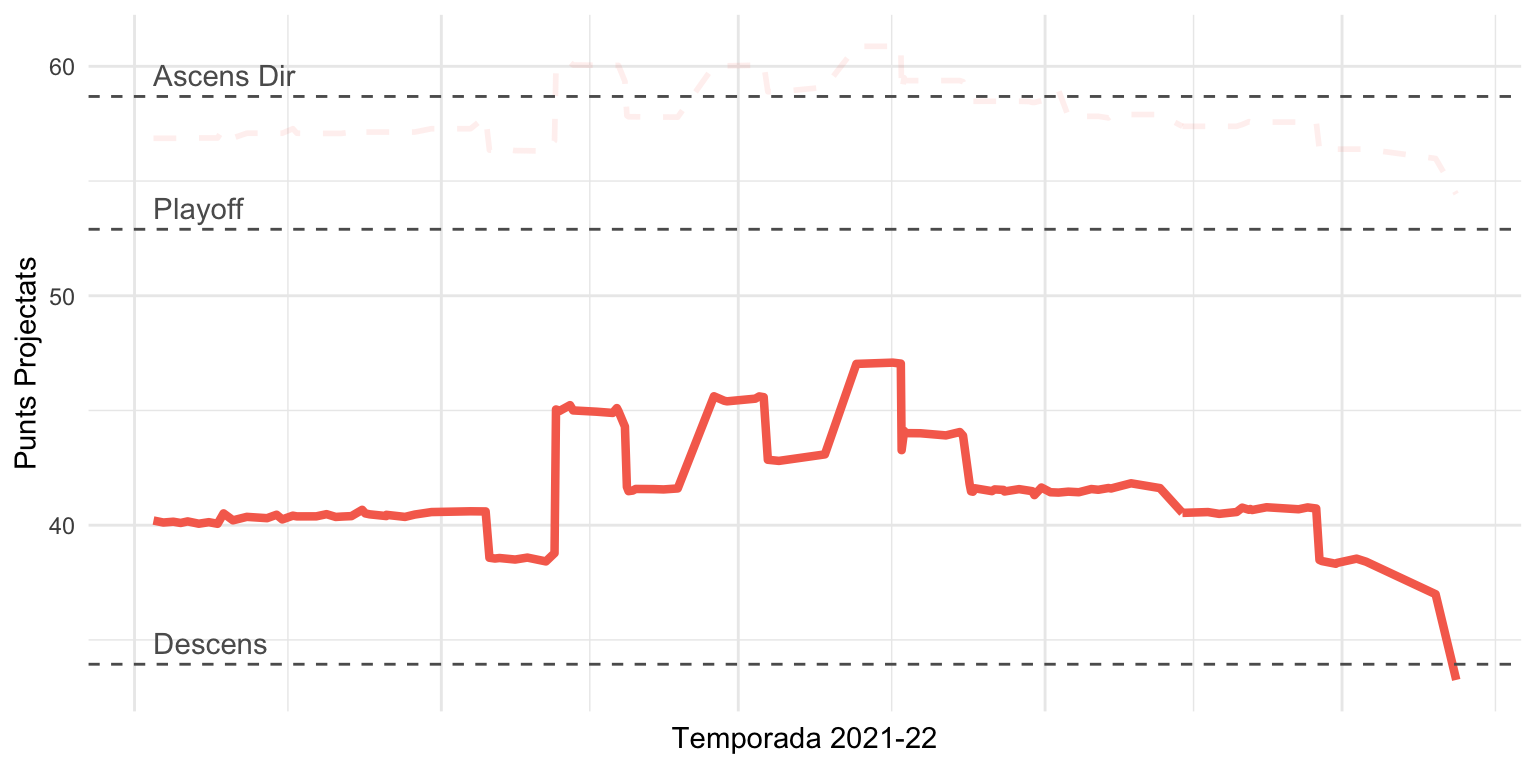 60
Ascens Dir
Playoff
50
40
Descens
Punts Projectats
Temporada 2021-22